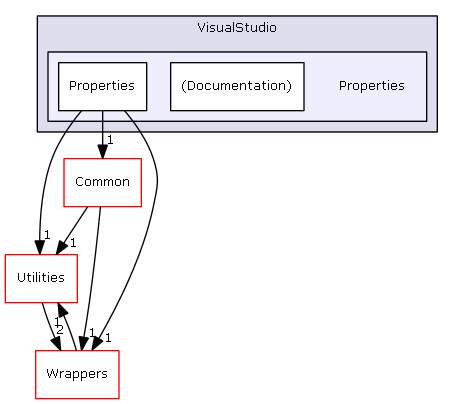 VisualStudio
Properties
(Documentation)
Properties
1
Common
1
1
Utilities
1
2
1
1
Wrappers